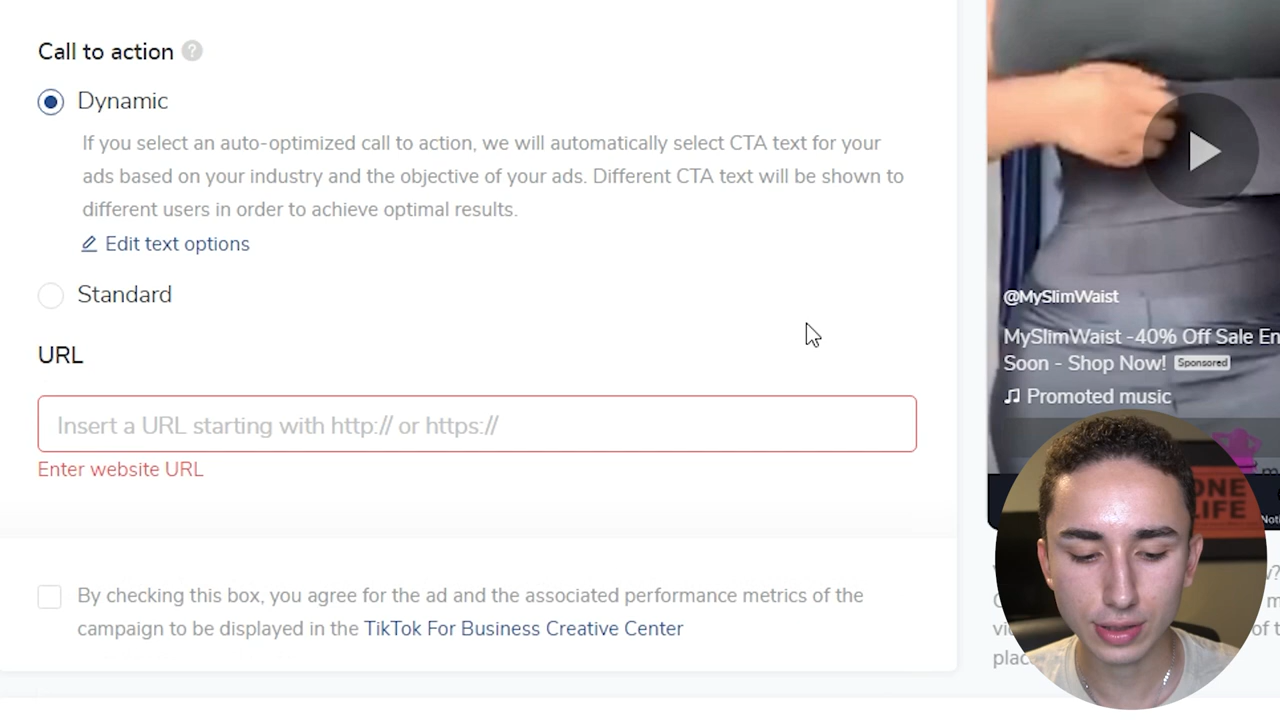 Call to action ?
Dynamic
If you select an auto-optimized call to action, we will automatically select CTA text for your
ads based on your industry and the objective of your ads. Different CTA text will be shown to
different users in order to achieve optimal results.
Edit text options
Standard
URL
Insert a URL starting with http:// or https://
Enter website URL
By checking this box, you agree for the ad and the associated performance metrics of the
campaign to be displayed in the TikTok For Business Creative Center
@MySlimWaist
MySlimWaist -40% Off Sale
Soon - Shop Now! Sponsored
Promoted music
ONE
LIFE
of